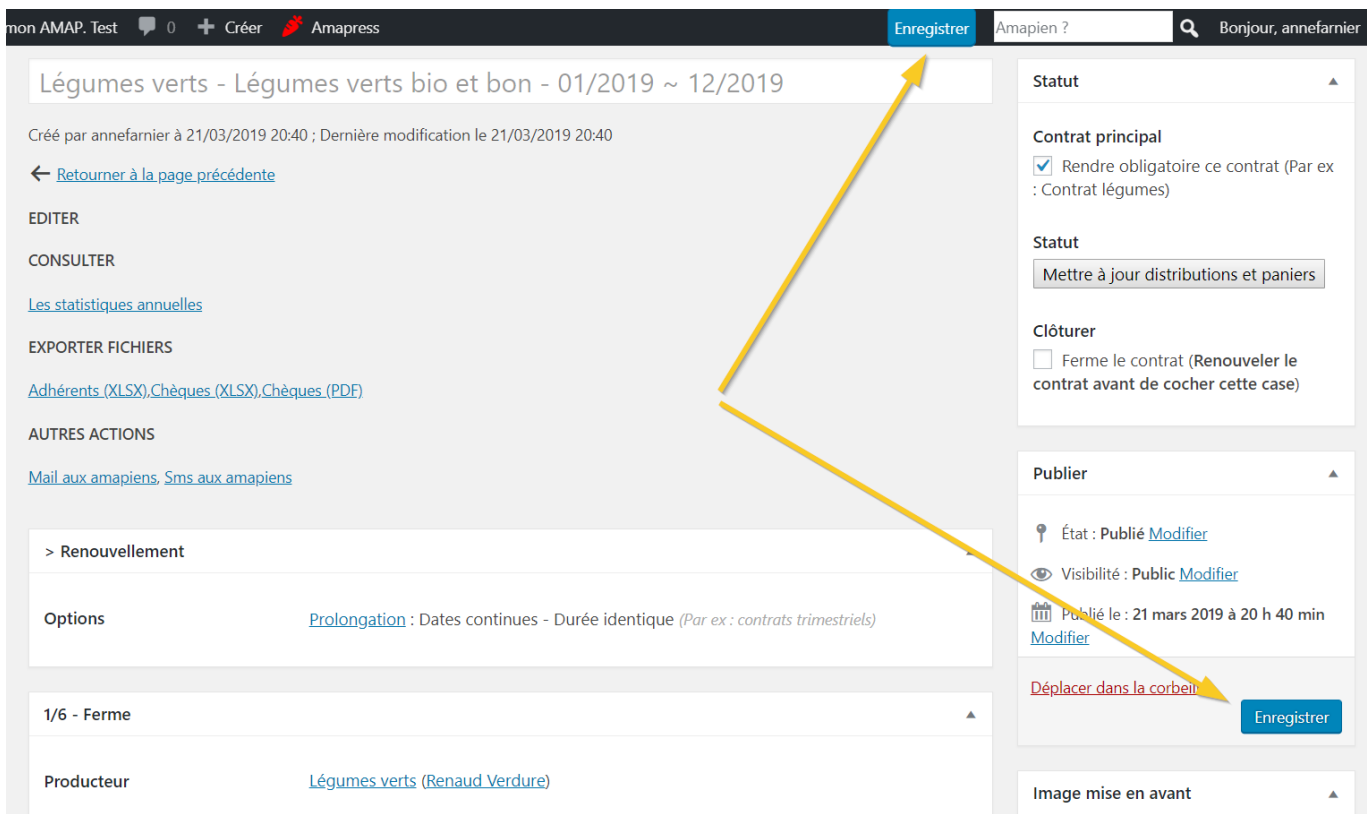 mon AMAP. Test 0 Créer Amapress Enregistrer Amapien ? Bonjour, annefarnier
Légumes verts - Légumes verts bio et bon - 01/2019 ~ 12/2019
Créé par annefarnier à 21/03/2019 20:40 ; Dernière modification le 21/03/2019 20:40
Retourner à la page précédente
EDITER
CONSULTER
Les statistiques annuelles
EXPORTER FICHIERS
Adhérents (XLSX),Chèques (XLSX),Chèques (PDF)
AUTRES ACTIONS
Mail aux amapiens, Sms aux amapiens
> Renouvellement
Options
Prolongation : Dates continues - Durée identique (Par ex : contrats trimestriels)
1/6 - Ferme
Producteur
Légumes verts (Renaud Verdure)
Statut
Contrat principal
Rendre obligatoire ce contrat (Par ex
: Contrat légumes)
Statut
Mettre à jour distributions et paniers
Clôturer
Ferme le contrat (Renouveler le
contrat avant de cocher cette case)
Publier
État : Publié Modifier
Visibilité : Public Modifier
Publié le : 21 mars 2019 à 20 h 40 min
Modifier
Déplacer dans la corbeille
Enregistrer
Image mise en avant